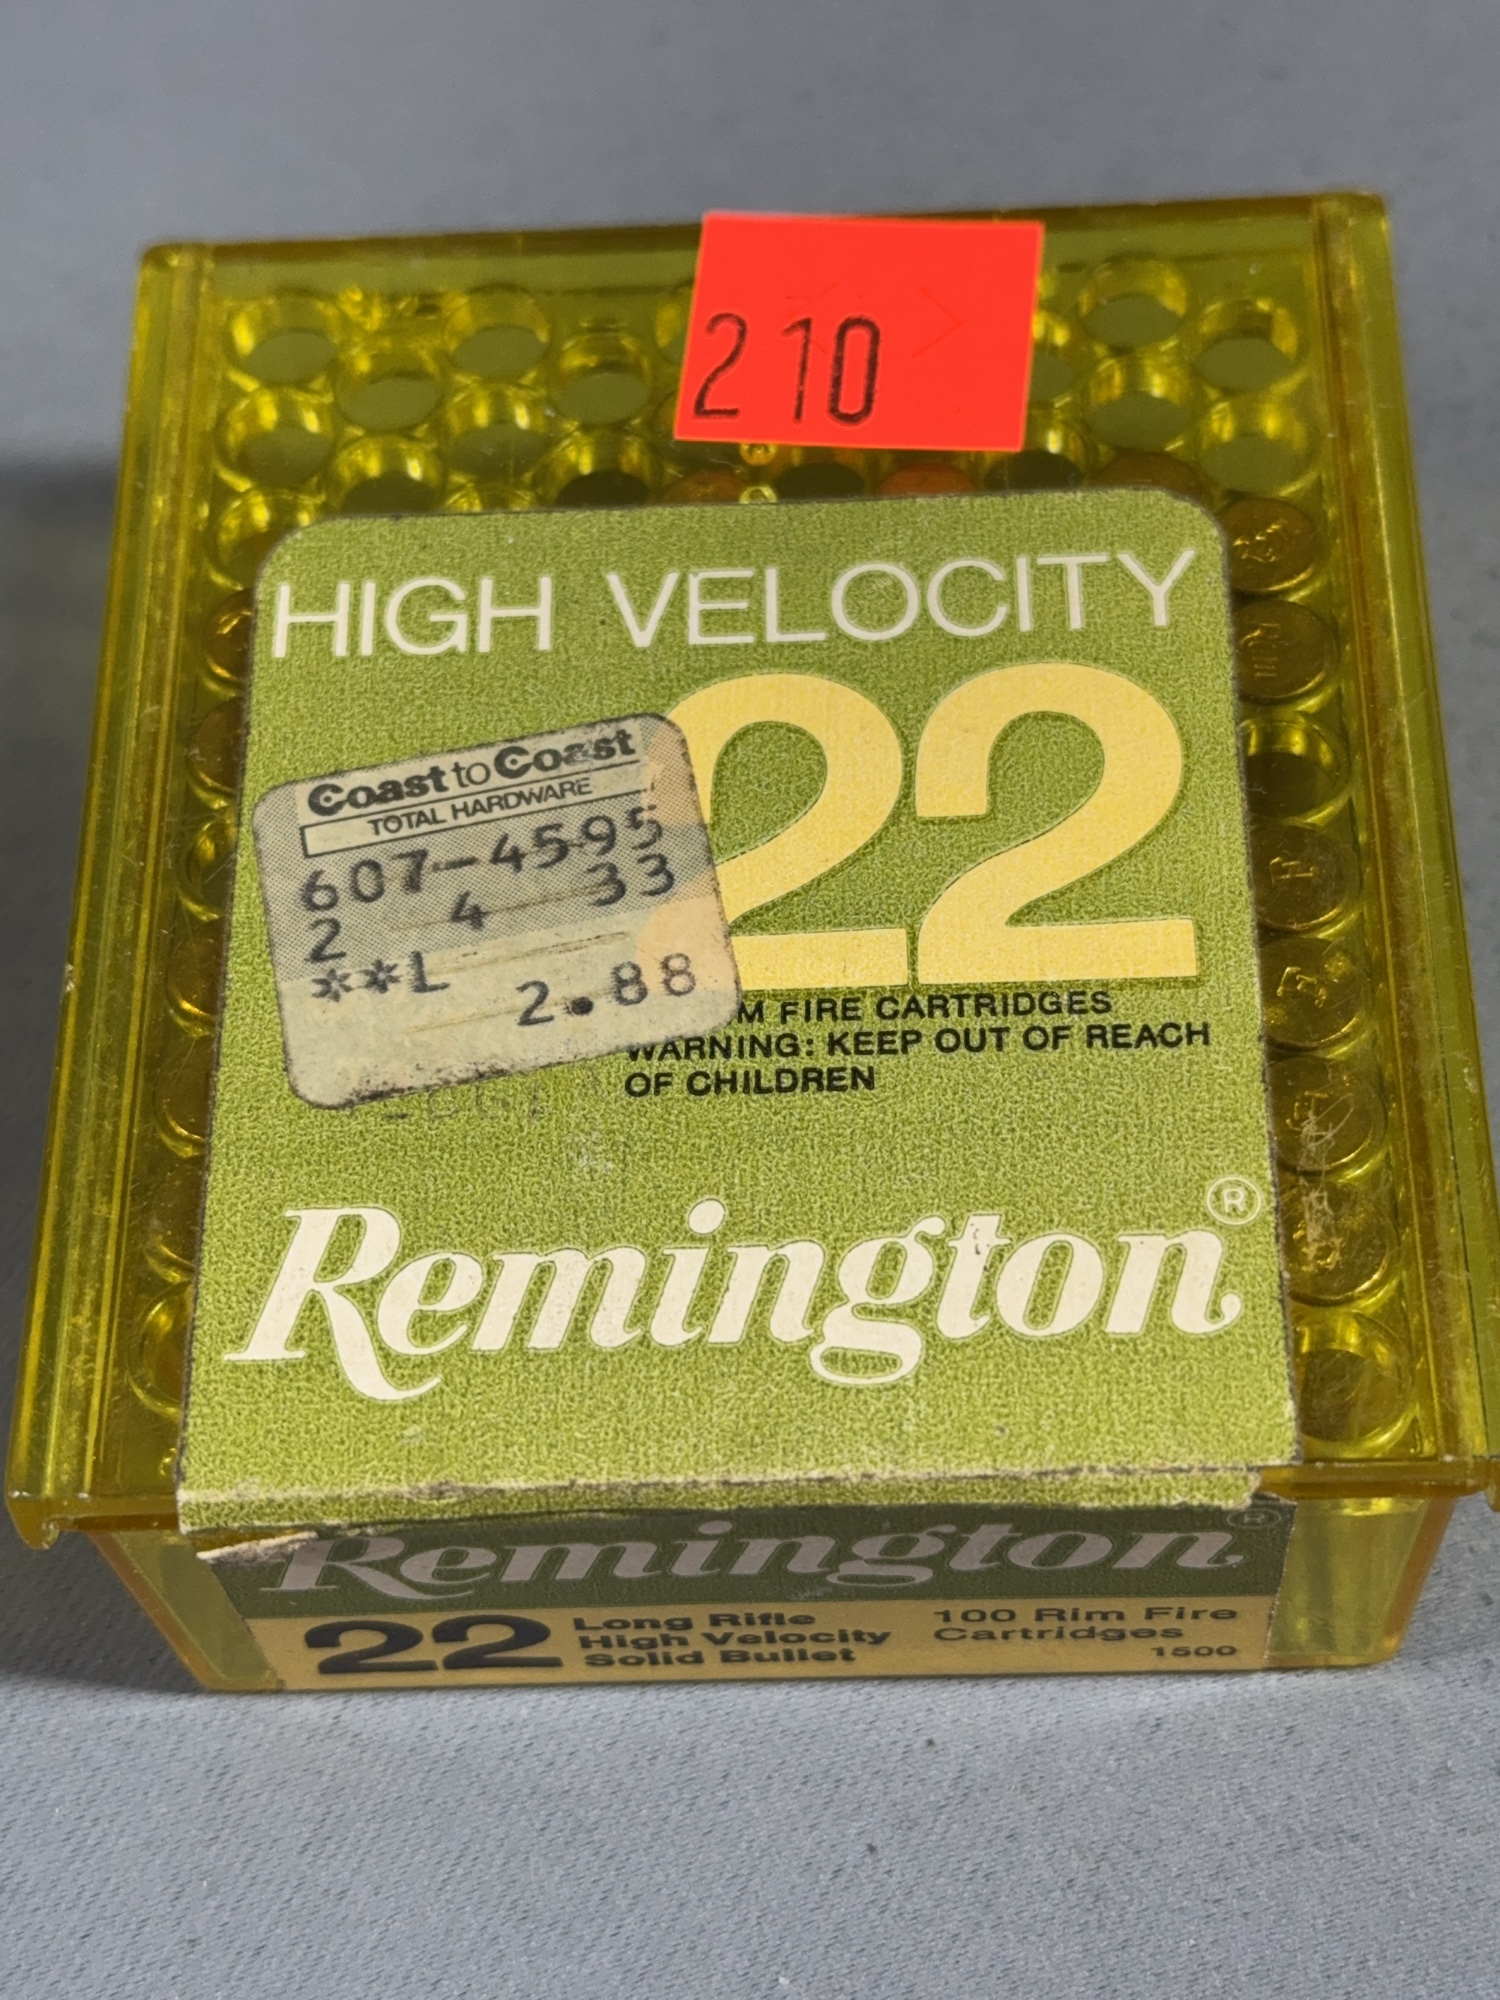 210
HIGH VELOCITY
22
Coast to Coast
TOTAL HARDWARE
607-4595
2 4 33
**L
2.88
M FIRE CARTRIDGES
WARNING: KEEP OUT OF REACH
OF CHILDREN
Remington®
Remington®
22 Long Rifle
High Velocity
Solid Bullet
100 Rim Fire
Cartridges
1500